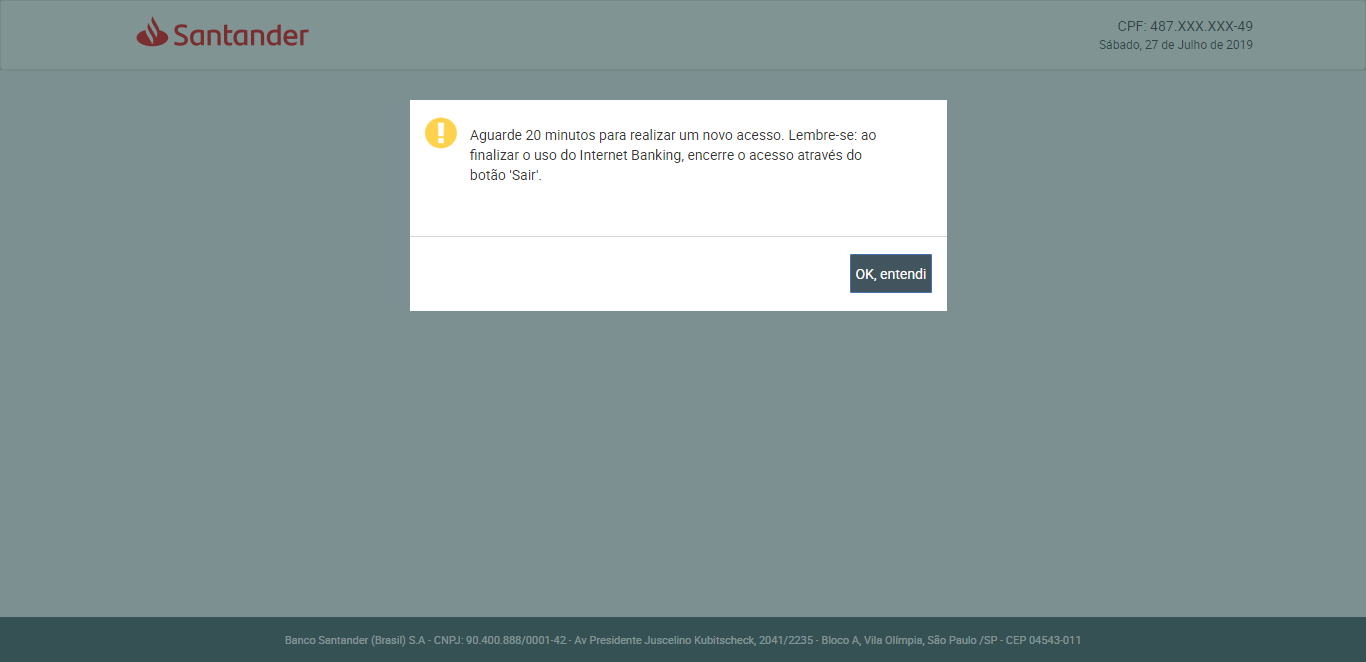 Santander
CPF: 487.XXX.XXX-49
Sábado, 27 de Julho de 2019
Aguarde 20 minutos para realizar um novo acesso. Lembre-se: ao
finalizar o uso do Internet Banking, encerre o acesso através do
botão 'Sair'.
OK, entendi
Banco Santander (Brasil) S.A - CNPJ: 90.400.888/0001-42 - Av Presidente Juscelino Kubitscheck, 2041/2235 - Bloco A, Vila Olímpia, São Paulo /SP - CEP 04543-011